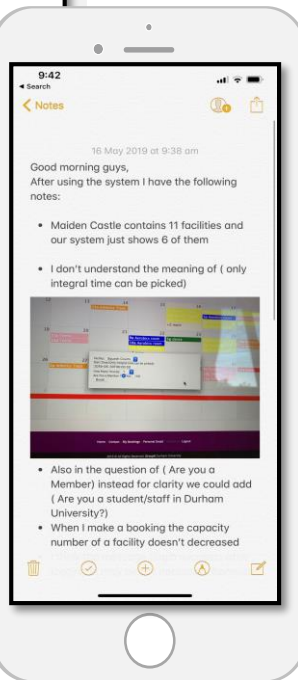 9:42
Search
Notes
16 May 2019 at 9:38 am
Good morning guys,
After using the system I have the following
notes:
• Maiden Castle contains 11 facilities and
our system just shows 6 of them
• I don't understand the meaning of ( only
integral time can be picked)
• Also in the question of ( Are you a
Member) instead for clarity we could add
( Are you a student/staff in Durham
University?)
• When I make a booking the capacity
number of a facility doesn't decreased